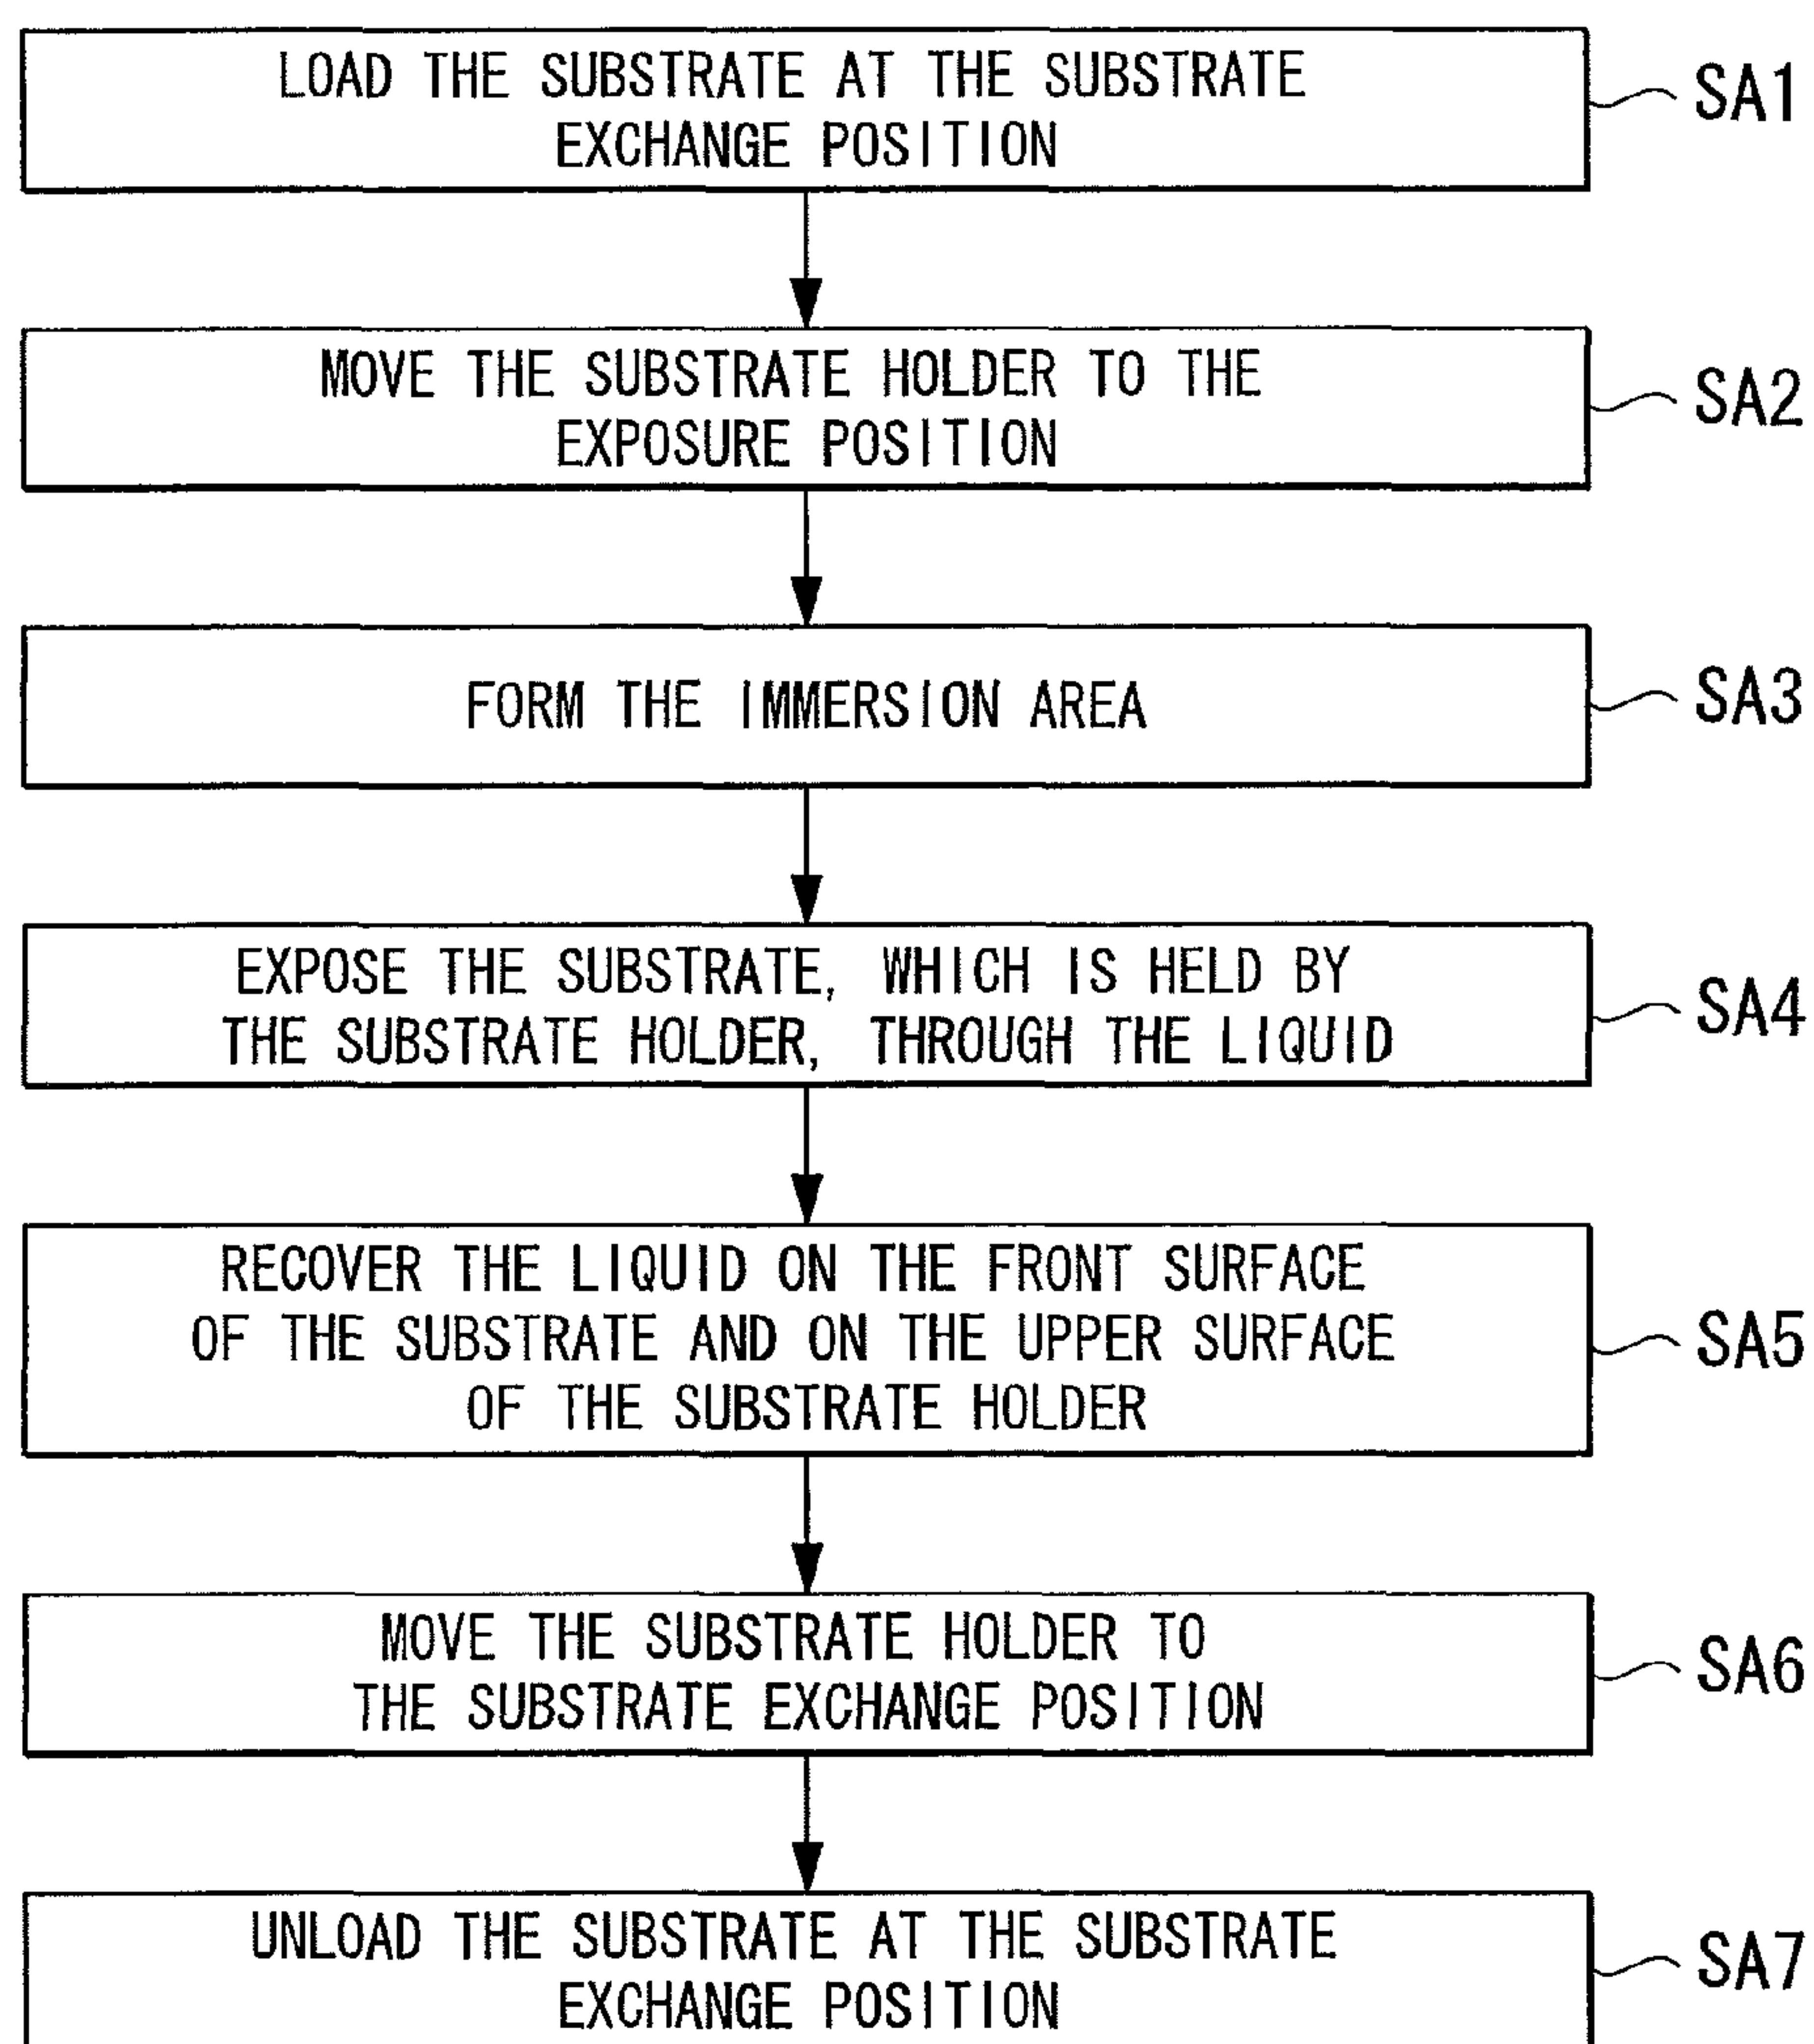 LOAD THE SUBSTRATE AT THE SUBSTRATE
EXCHANGE POSITION
SA1
MOVE THE SUBSTRATE HOLDER TO THE
EXPOSURE POSITION
SA2
FORM THE IMMERSION AREA
SA3
EXPOSE THE SUBSTRATE, WHICH IS HELD BY
THE SUBSTRATE HOLDER, THROUGH THE LIQUID
SA4
RECOVER THE LIQUID ON THE FRONT SURFACE
OF THE SUBSTRATE AND ON THE UPPER SURFACE
OF THE SUBSTRATE HOLDER
SA5
MOVE THE SUBSTRATE HOLDER TO
THE SUBSTRATE EXCHANGE POSITION
SA6
UNLOAD THE SUBSTRATE AT THE SUBSTRATE
EXCHANGE POSITION
SA7